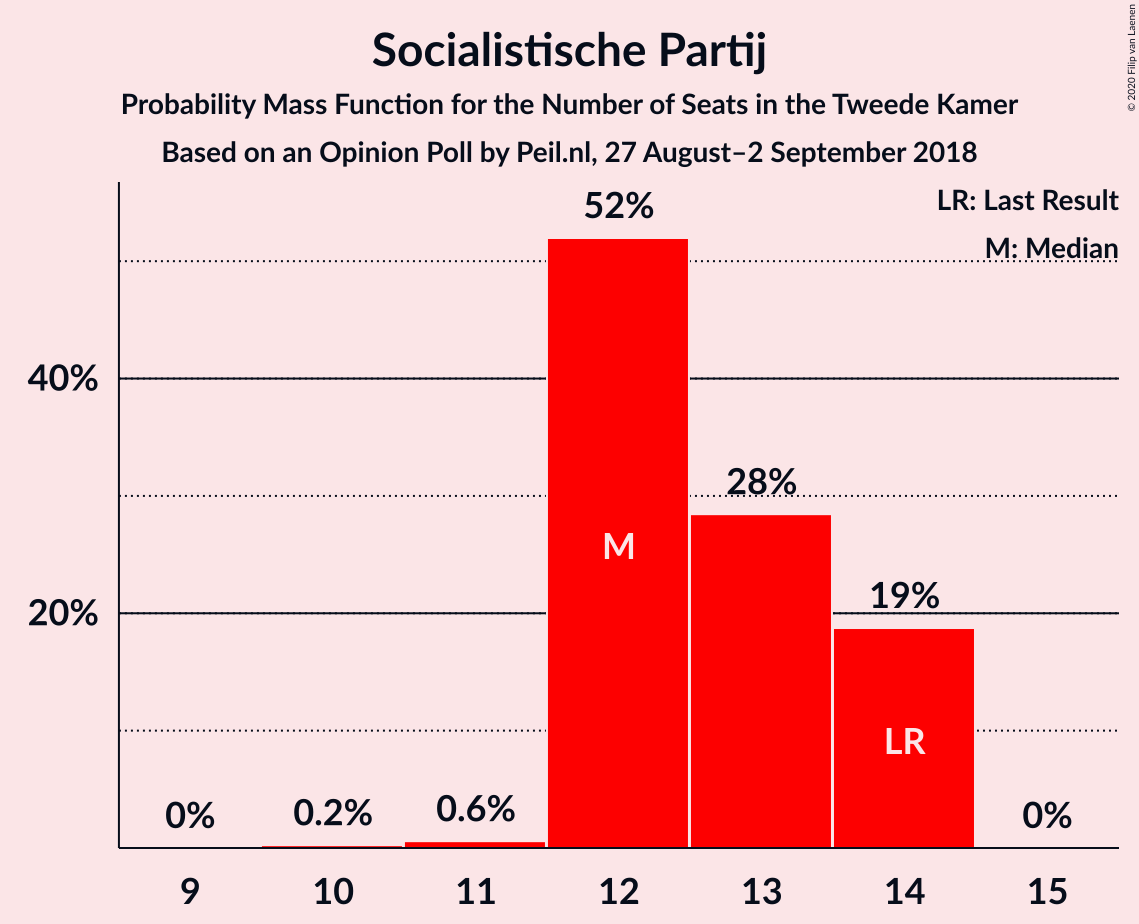 Socialistische Partij
Probability Mass Function for the Number of Seats in the Tweede Kamer
Based on an Opinion Poll by Peil.nl, 27 August–2 September 2018
© 2020 Filip van Laenen
LR: Last Result
M: Median
52%
40%
28%
M
20%
19%
LR
0%
0.2%
0.6%
0%
9
10
11
12
13
14
15